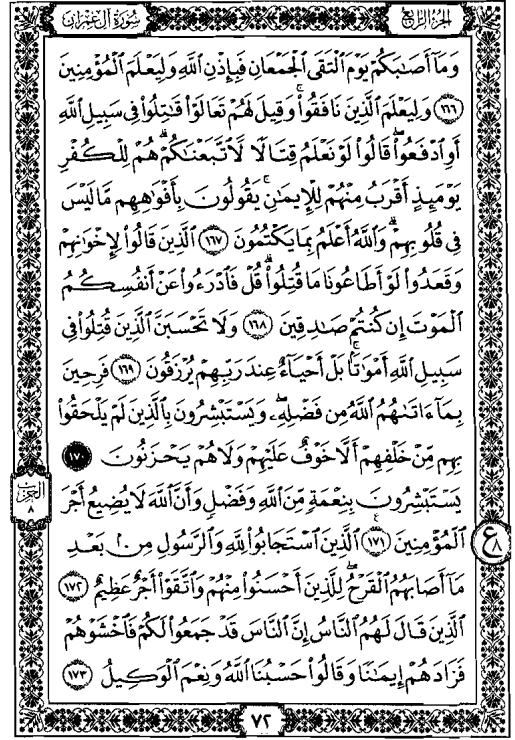 الجزء الرابع
سورة آل عمران
وَمَآ أَصَٰبَكُمْ يَوْمَ ٱلْتَقَى ٱلْجَمْعَانِ فَبِإِذْنِ ٱللَّهِ وَلِيَعْلَمَ ٱلْمُؤْمِنِينَ
١٦٦ وَلِيَعْلَمَ ٱلَّذِينَ نَافَقُوا۟ۚ وَقِيلَ لَهُمْ تَعَالَوْا۟ قَٰتِلُوا۟ فِى سَبِيلِ ٱللَّهِ
أَوِ ٱدْفَعُوا۟ۖ قَالُوا۟ لَوْ نَعْلَمُ قِتَالًا لَّٱتَّبَعْنَٰكُمْۗ هُمْ لِلْكُفْرِ
يَوْمَئِذٍ أَقْرَبُ مِنْهُمْ لِلْإِيمَٰنِۚ يَقُولُونَ بِأَفْوَٰهِهِم مَّا لَيْسَ
فِى قُلُوبِهِمْۗ وَٱللَّهُ أَعْلَمُ بِمَا يَكْتُمُونَ ١٦٧ ٱلَّذِينَ قَالُوا۟ لِإِخْوَٰنِهِمْ
وَقَعَدُوا۟ لَوْ أَطَاعُونَا مَا قُتِلُوا۟ۗ قُلْ فَٱدْرَءُوا۟ عَنْ أَنفُسِكُمُ
ٱلْمَوْتَ إِن كُنتُمْ صَٰدِقِينَ ١٦٨ وَلَا تَحْسَبَنَّ ٱلَّذِينَ قُتِلُوا۟ فِى
سَبِيلِ ٱللَّهِ أَمْوَٰتًۢاۚ بَلْ أَحْيَآءٌ عِندَ رَبِّهِمْ يُرْزَقُونَ ١٦٩ فَرِحِينَ
بِمَآ ءَاتَىٰهُمُ ٱللَّهُ مِن فَضْلِهِۦ وَيَسْتَبْشِرُونَ بِٱلَّذِينَ لَمْ يَلْحَقُوا۟
بِهِم مِّنْ خَلْفِهِمْ أَلَّا خَوْفٌ عَلَيْهِمْ وَلَا هُمْ يَحْزَنُونَ ١٧٠
يَسْتَبْشِرُونَ بِنِعْمَةٍ مِّنَ ٱللَّهِ وَفَضْلٍ وَأَنَّ ٱللَّهَ لَا يُضِيعُ أَجْرَ
ٱلْمُؤْمِنِينَ ١٧١ ٱلَّذِينَ ٱسْتَجَابُوا۟ لِلَّهِ وَٱلرَّسُولِ مِنۢ بَعْدِ
مَآ أَصَابَهُمُ ٱلْقَرْحُۚ لِلَّذِينَ أَحْسَنُوا۟ مِنْهُمْ وَٱتَّقَوْا۟ أَجْرٌ عَظِيمٌ ١٧٢
ٱلَّذِينَ قَالَ لَهُمُ ٱلنَّاسُ إِنَّ ٱلنَّاسَ قَدْ جَمَعُوا۟ لَكُمْ فَٱخْشَوْهُمْ
فَزَادَهُمْ إِيمَٰنًا وَقَالُوا۟ حَسْبُنَا ٱللَّهُ وَنِعْمَ ٱلْوَكِيلُ ١٧٣
الحزب
٨
ع
٨
٧٢